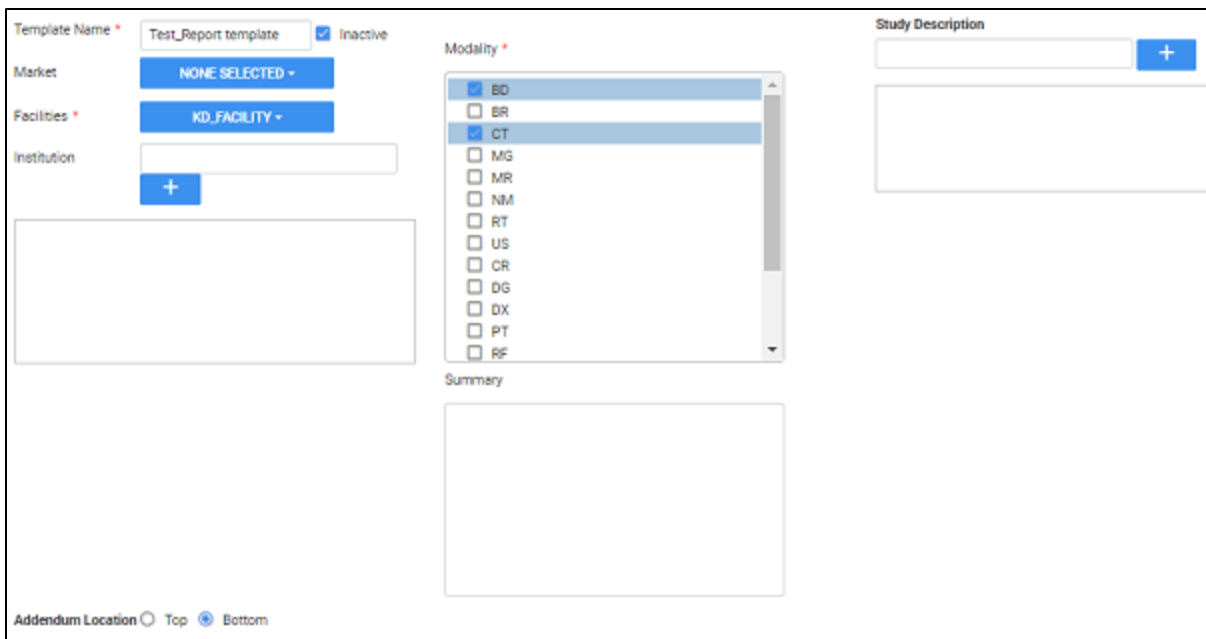 Template Name *
Test_Report template
Inactive
Market
NONE SELECTED
Facilities *
KD_FACILITY
Institution
+
Modality *
BD
BR
CT
MG
MR
NM
RT
US
CR
DG
DX
PT
RF
Summary
Study Description
+
Addendum Location Top Bottom